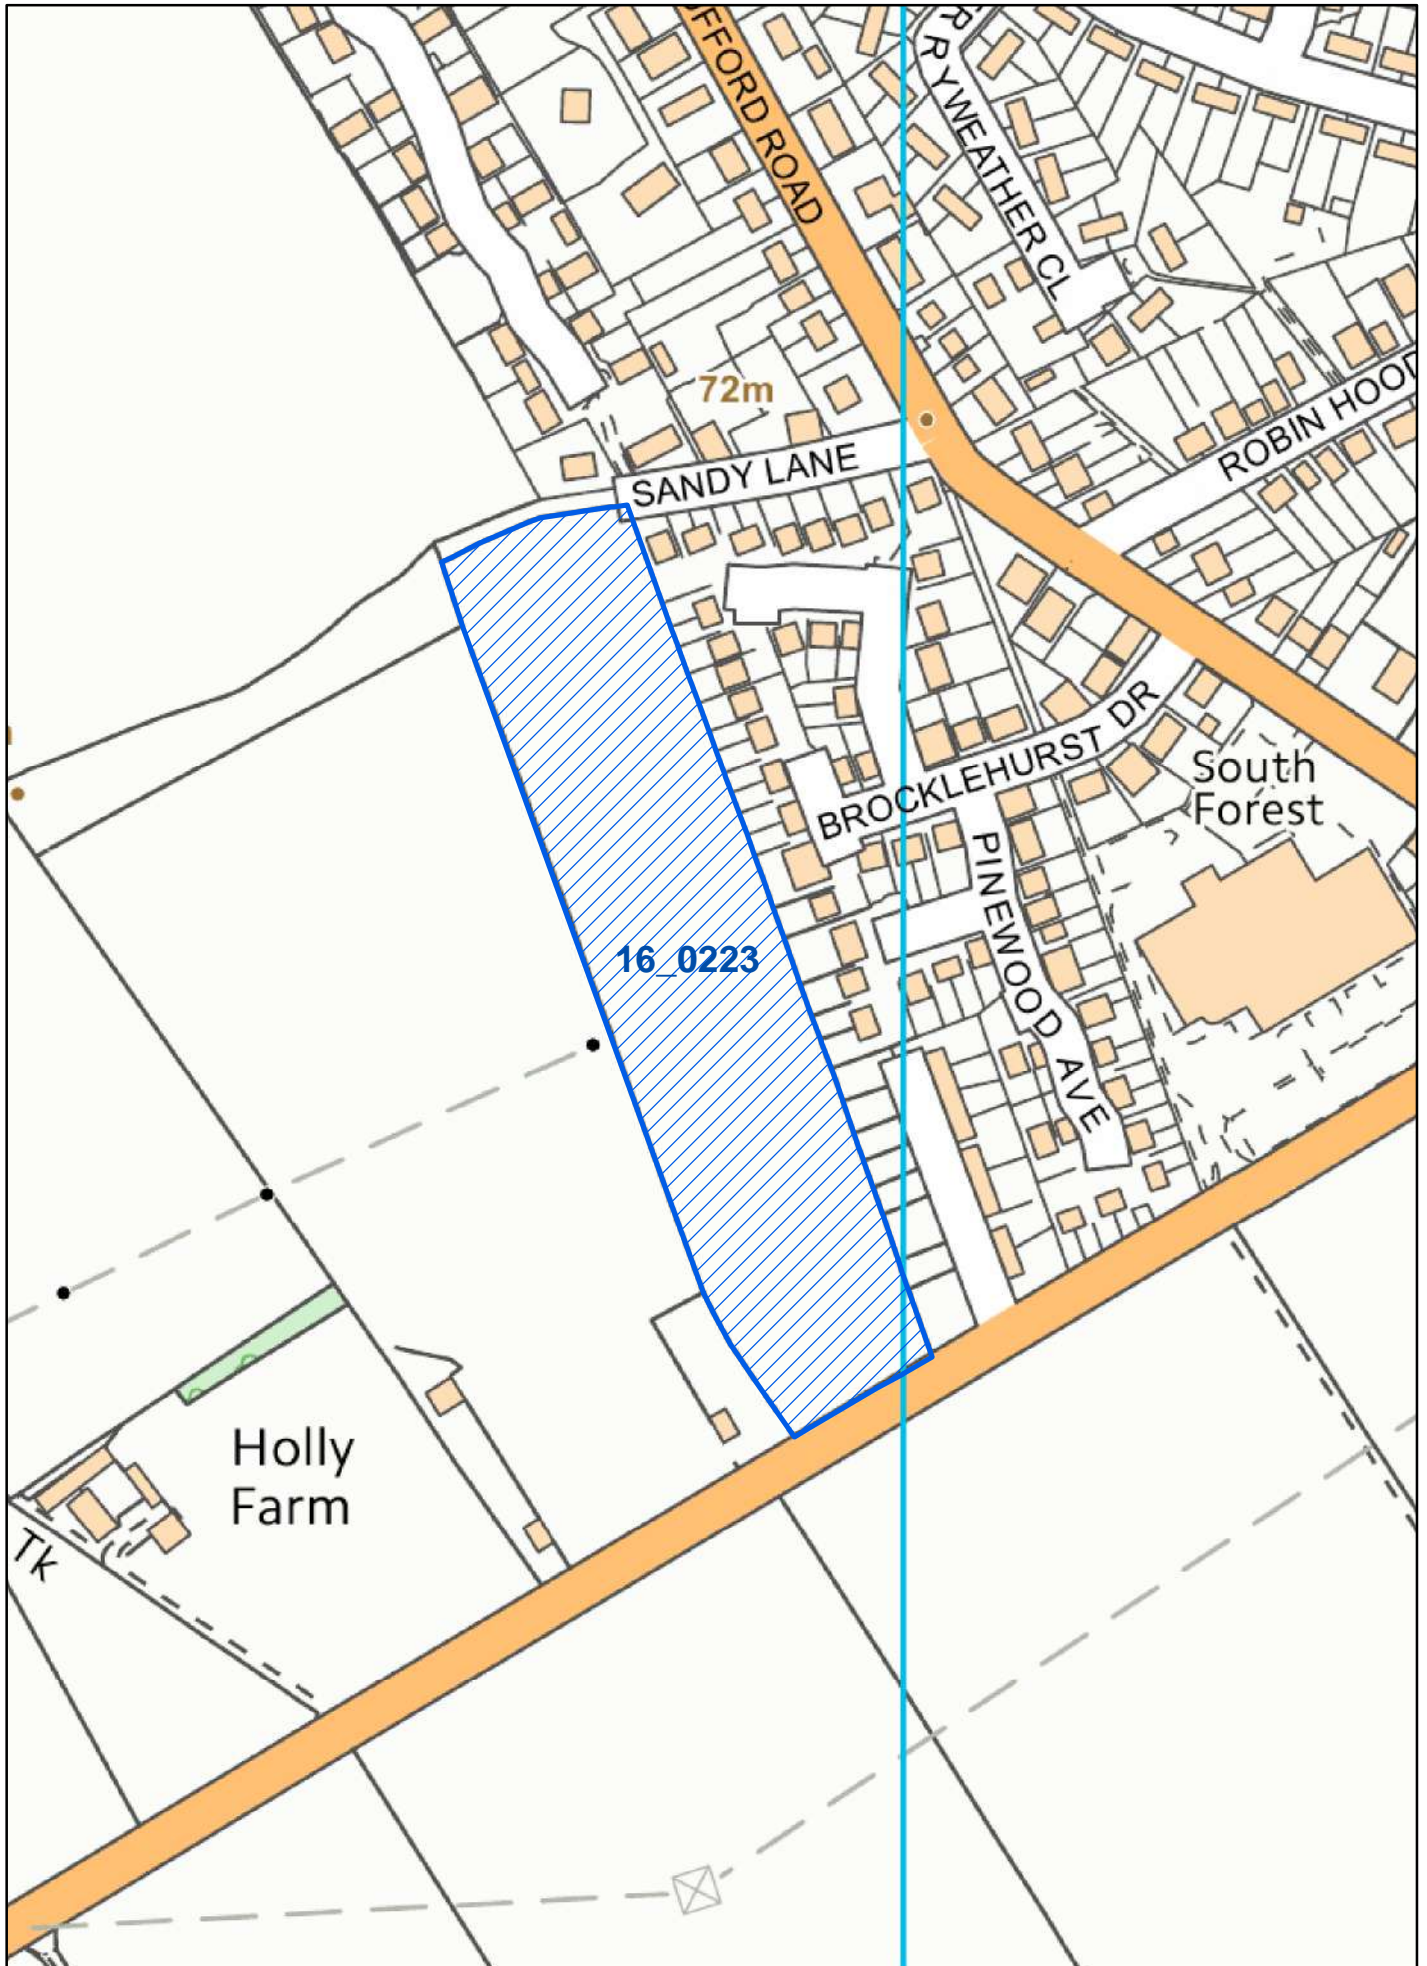 FFORD ROAD
RYWEATHER CL
72m
ROBIN HOOD
SANDY LANE
BROCKLEHURST DR
South
Forest
PINEWOOD AVE
16_0223
Holly
Farm
Tk